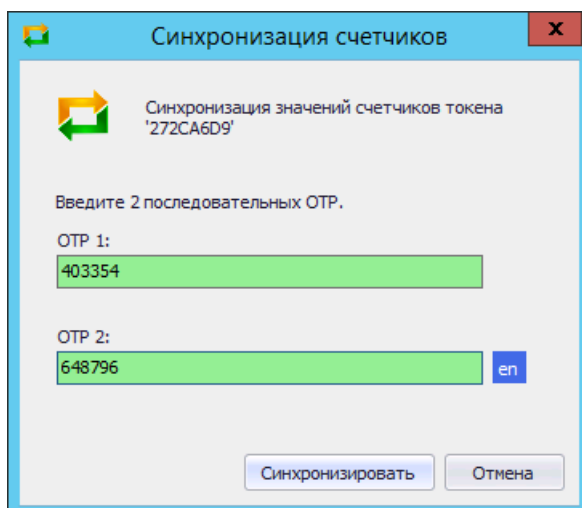 Синхронизация счетчиков
x
Синхронизация значений счетчиков токена
'272CA6D9'
Введите 2 последовательных OTP.
OTP 1:
403354
OTP 2:
648796
en
Синхронизировать
Отмена